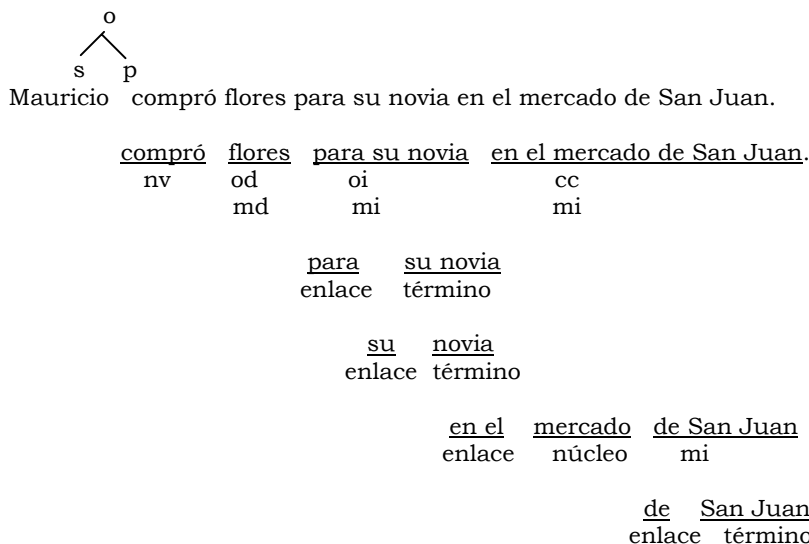 o
s p
Mauricio compró flores para su novia en el mercado de San Juan.
compró flores para su novia en el mercado de San Juan.
nv od oi cc
md mi mi
para su novia
enlace término
su novia
enlace término
en el mercado de San Juan
enlace núcleo mi
de San Juan
enlace término